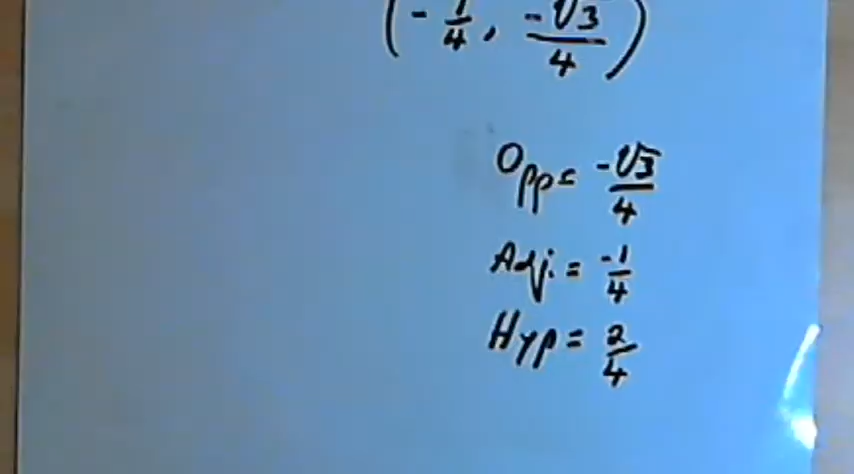 (-1/4, -√3/4)
Opp = -√3/4
Adj. = -1/4
Hyp = 2/4